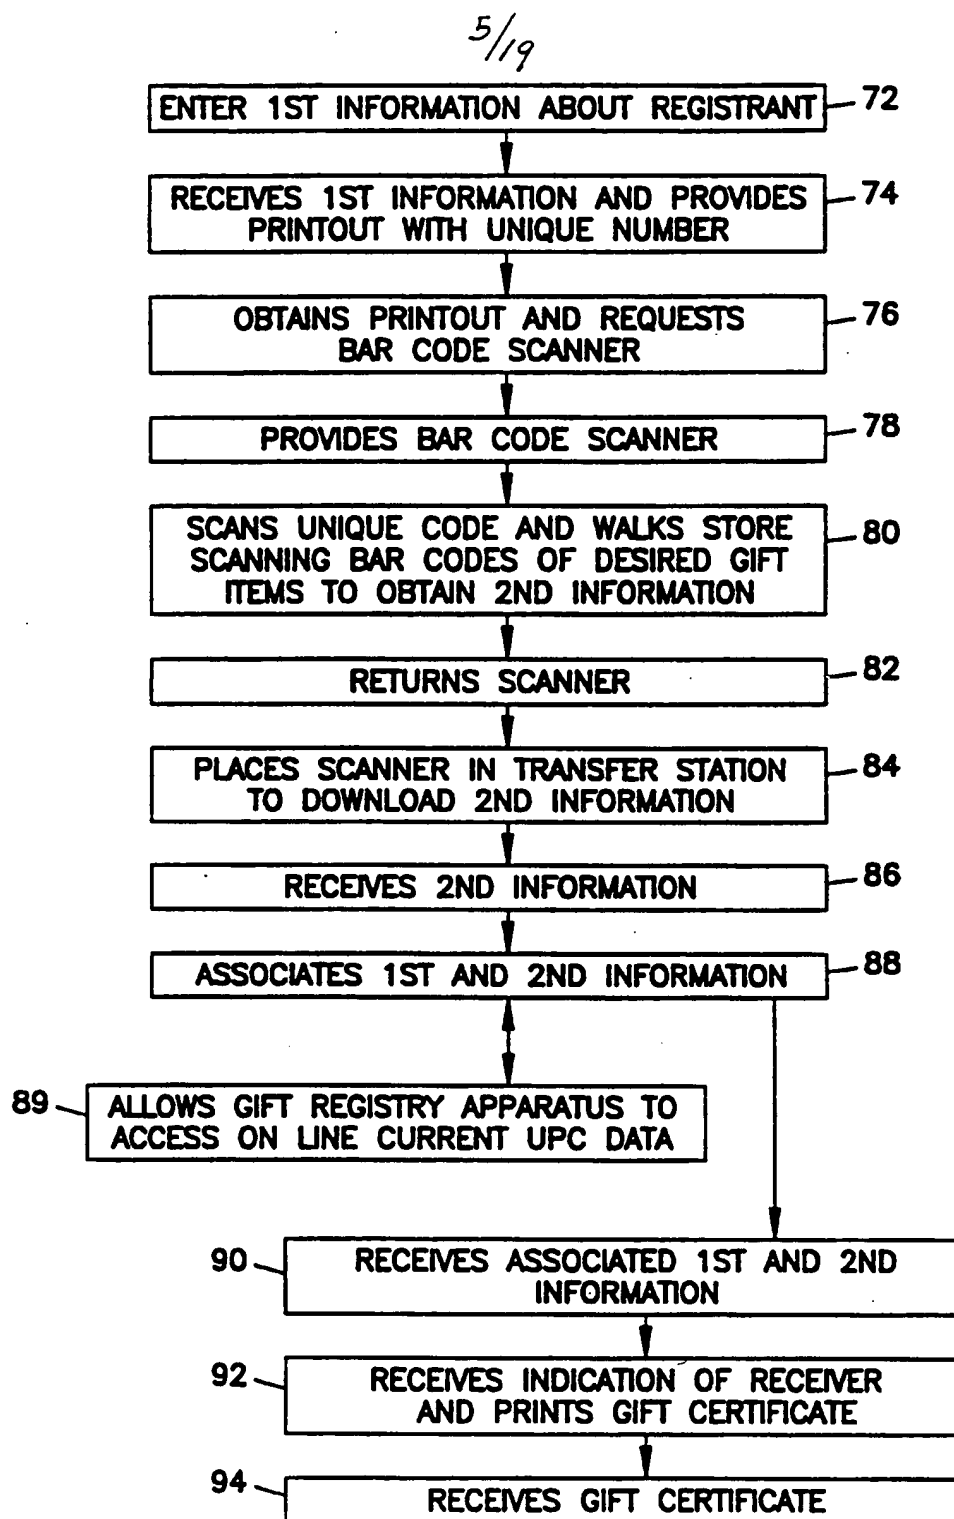 5/19
ENTER 1ST INFORMATION ABOUT REGISTRANT
72
RECEIVES 1ST INFORMATION AND PROVIDES
PRINTOUT WITH UNIQUE NUMBER
74
OBTAINS PRINTOUT AND REQUESTS
BAR CODE SCANNER
76
PROVIDES BAR CODE SCANNER
78
SCANS UNIQUE CODE AND WALKS STORE
SCANNING BAR CODES OF DESIRED GIFT
ITEMS TO OBTAIN 2ND INFORMATION
80
RETURNS SCANNER
82
PLACES SCANNER IN TRANSFER STATION
TO DOWNLOAD 2ND INFORMATION
84
RECEIVES 2ND INFORMATION
86
ASSOCIATES 1ST AND 2ND INFORMATION
88
89
ALLOWS GIFT REGISTRY APPARATUS TO
ACCESS ON LINE CURRENT UPC DATA
90
RECEIVES ASSOCIATED 1ST AND 2ND
INFORMATION
92
RECEIVES INDICATION OF RECEIVER
AND PRINTS GIFT CERTIFICATE
94
RECEIVES GIFT CERTIFICATE